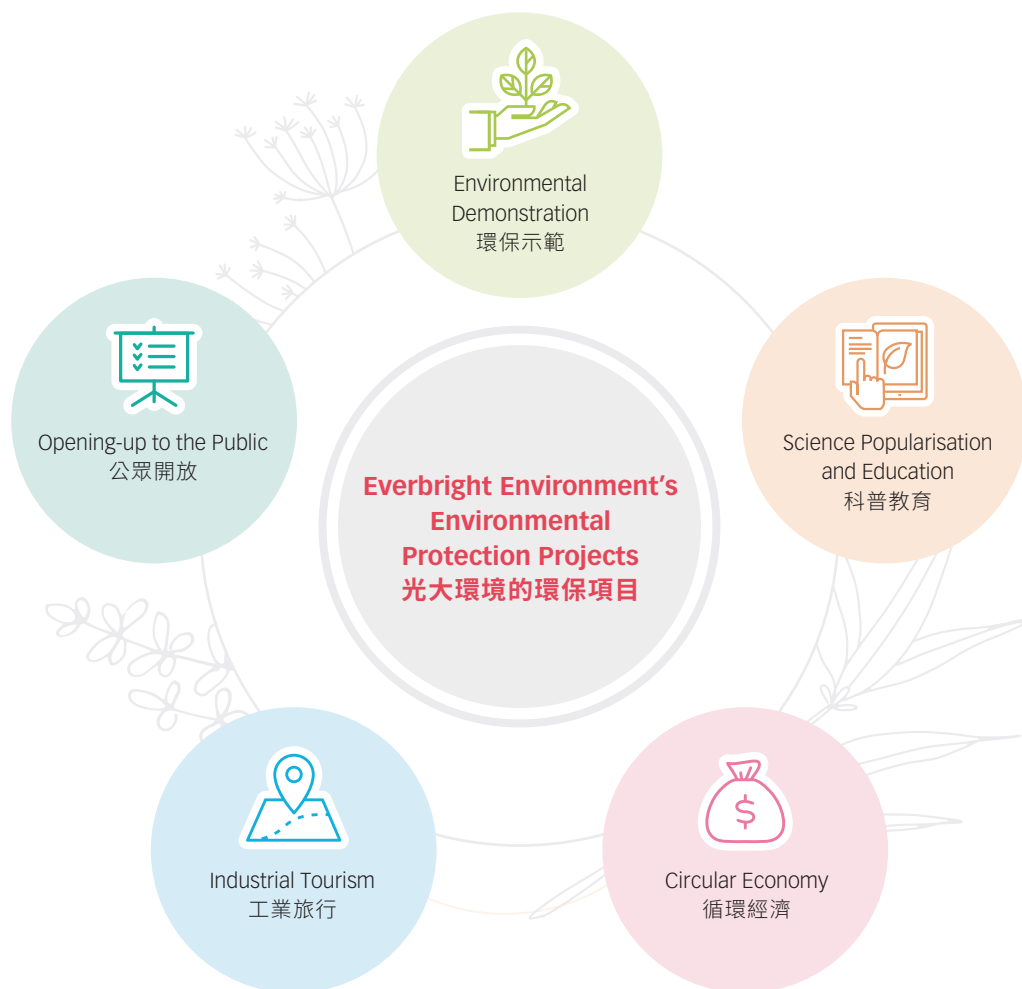 Environmental
Demonstration
環保示範
Opening-up to the Public
公眾開放
Science Popularisation
and Education
科普教育
Everbright Environment's
Environmental
Protection Projects
光大環境的環保項目
Industrial Tourism
工業旅行
$
Circular Economy
循環經濟